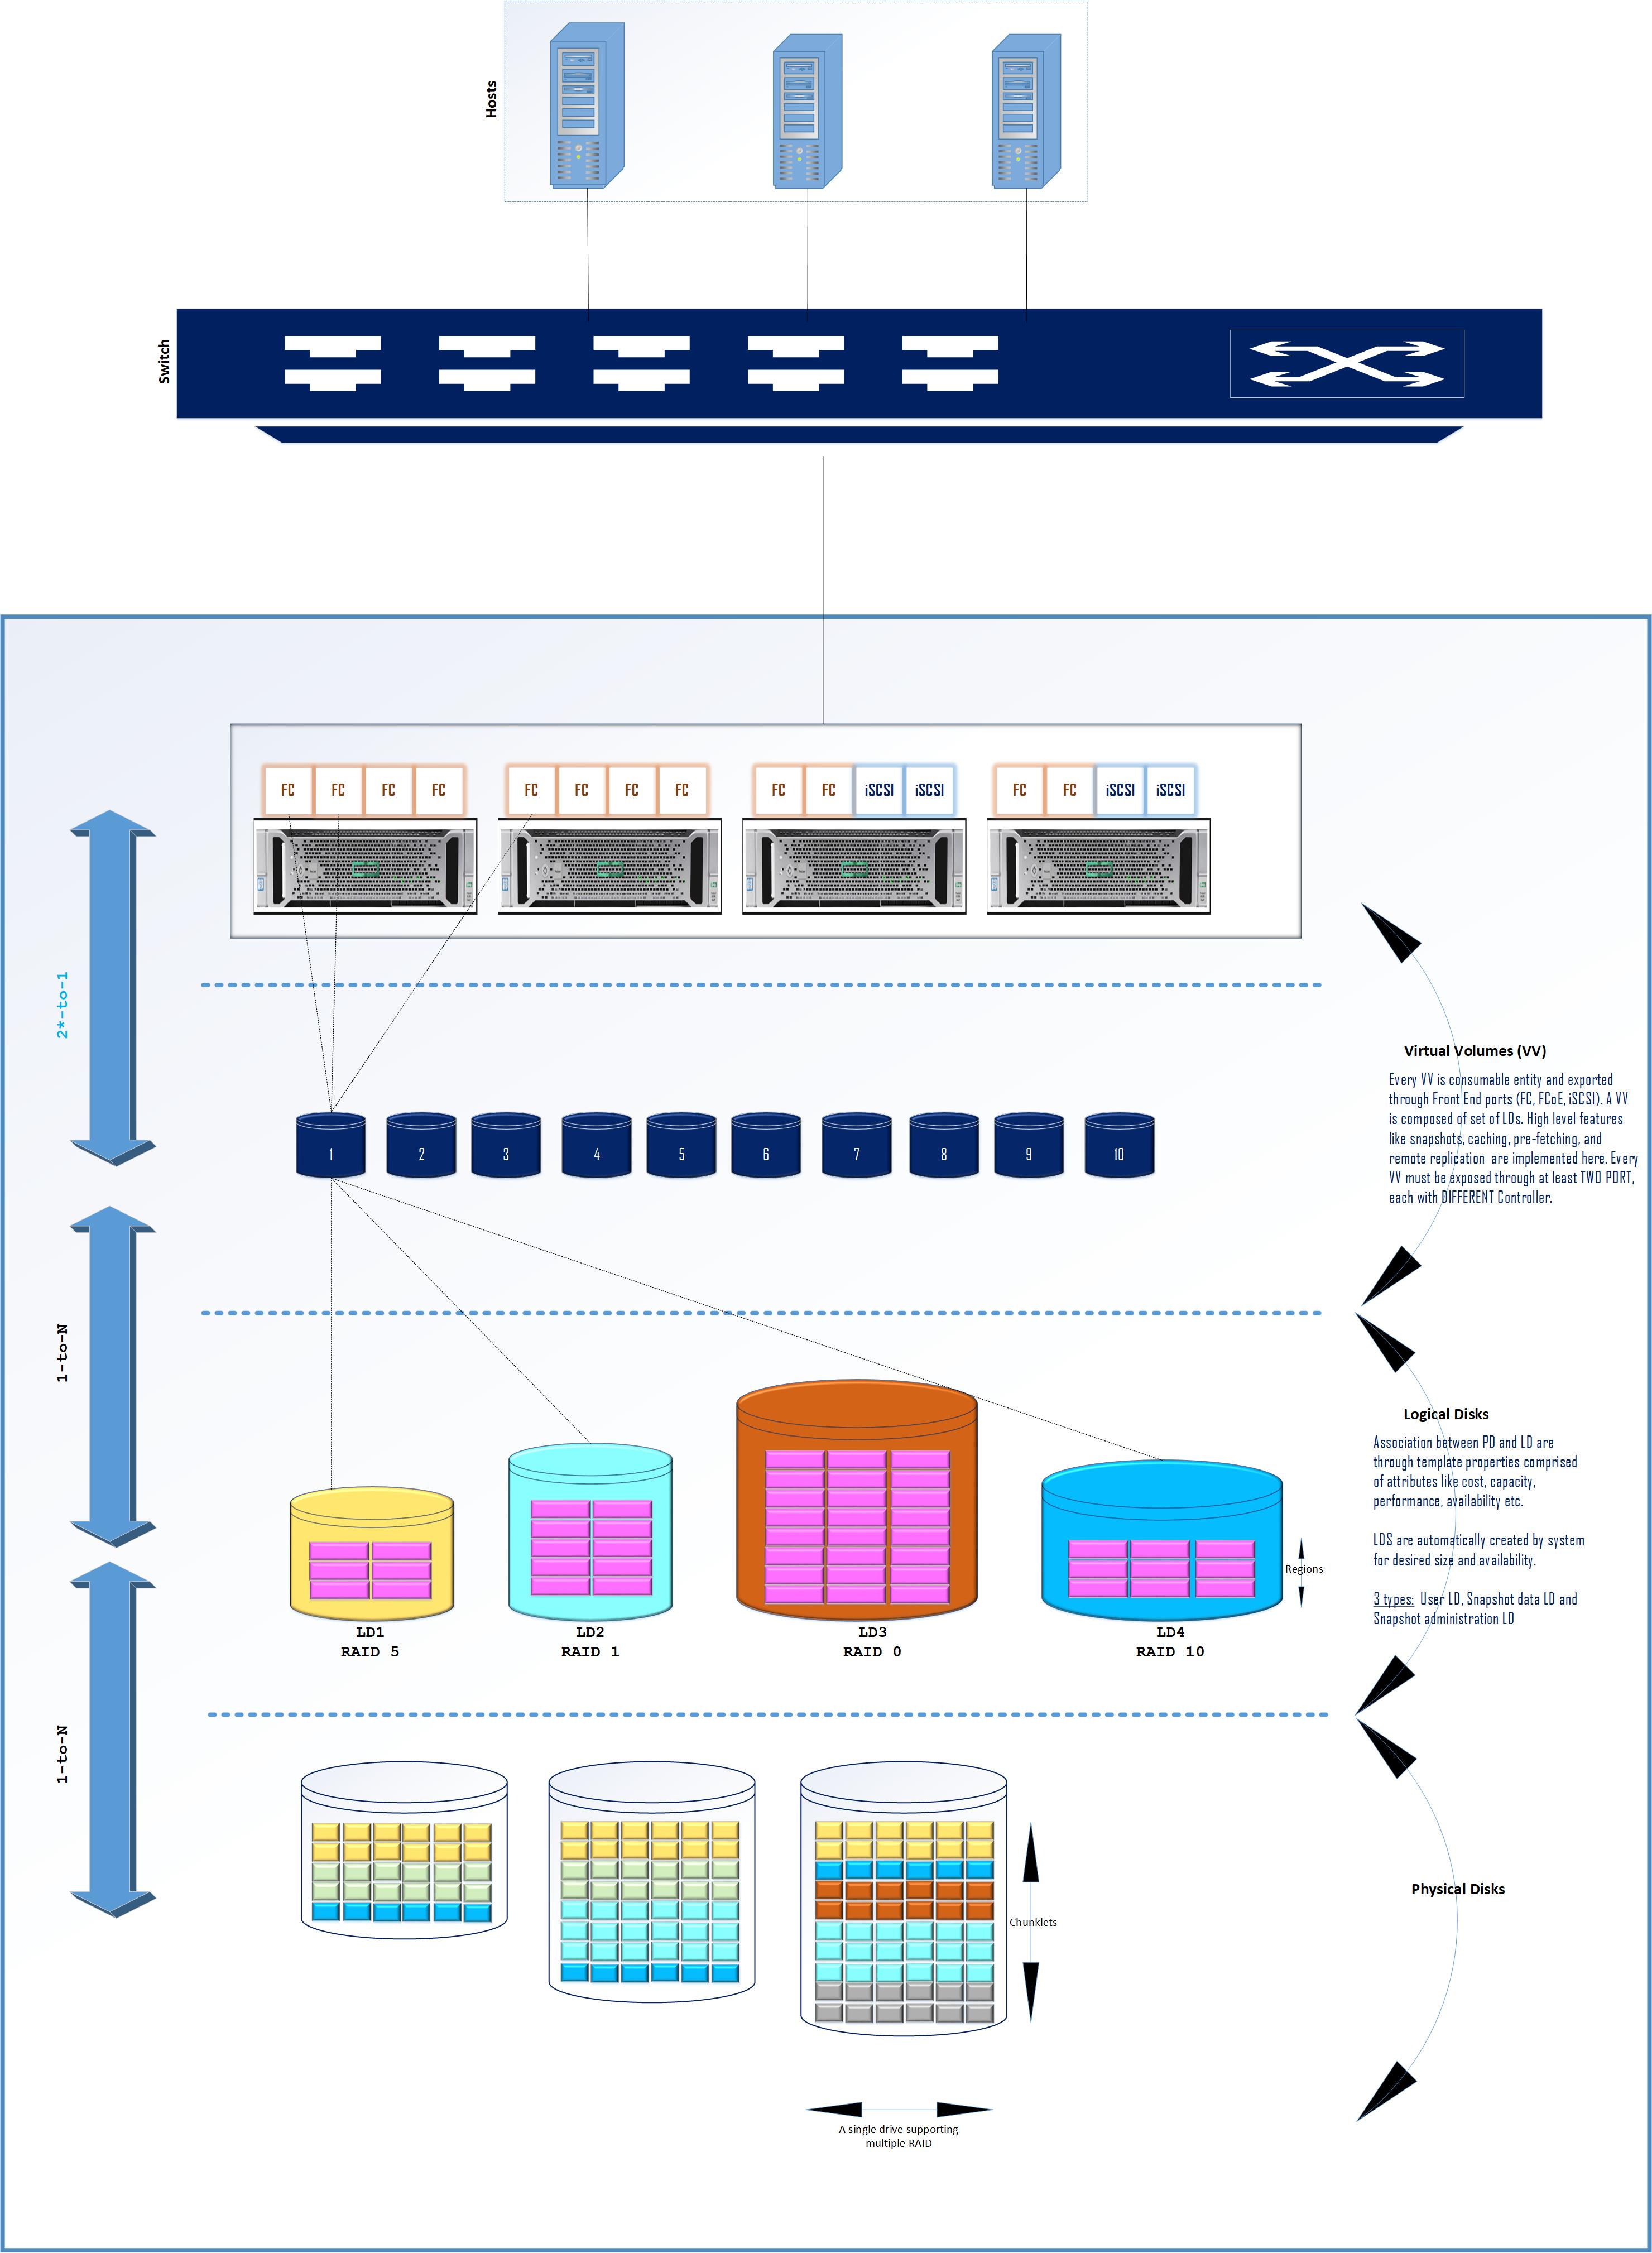 Hosts
Switch
FC FC FC FC
FC FC FC FC
FC FC iSCSI iSCSI
FC FC iSCSI iSCSI
2*-to-1
1 2 3 4 5 6 7 8 9 10
Virtual Volumes (VV)
Every VV is consumable entity and exported
through Front End ports (FC, FCoE, iSCSI). A VV
is composed of set of LDs. High level features
like snapshots, caching, pre-fetching, and
remote replication are implemented here. Every
VV must be exposed through at least TWO PORT,
each with DIFFERENT Controller.
1-to-N
Logical Disks
Association between PD and LD are
through template properties comprised
of attributes like cost, capacity,
performance, availability etc.
LDS are automatically created by system
for desired size and availability.
3 types: User LD, Snapshot data LD and
Snapshot administration LD
Regions
LD1
RAID 5
LD2
RAID 1
LD3
RAID 0
LD4
RAID 10
1-to-N
Physical Disks
Chunklets
A single drive supporting
multiple RAID